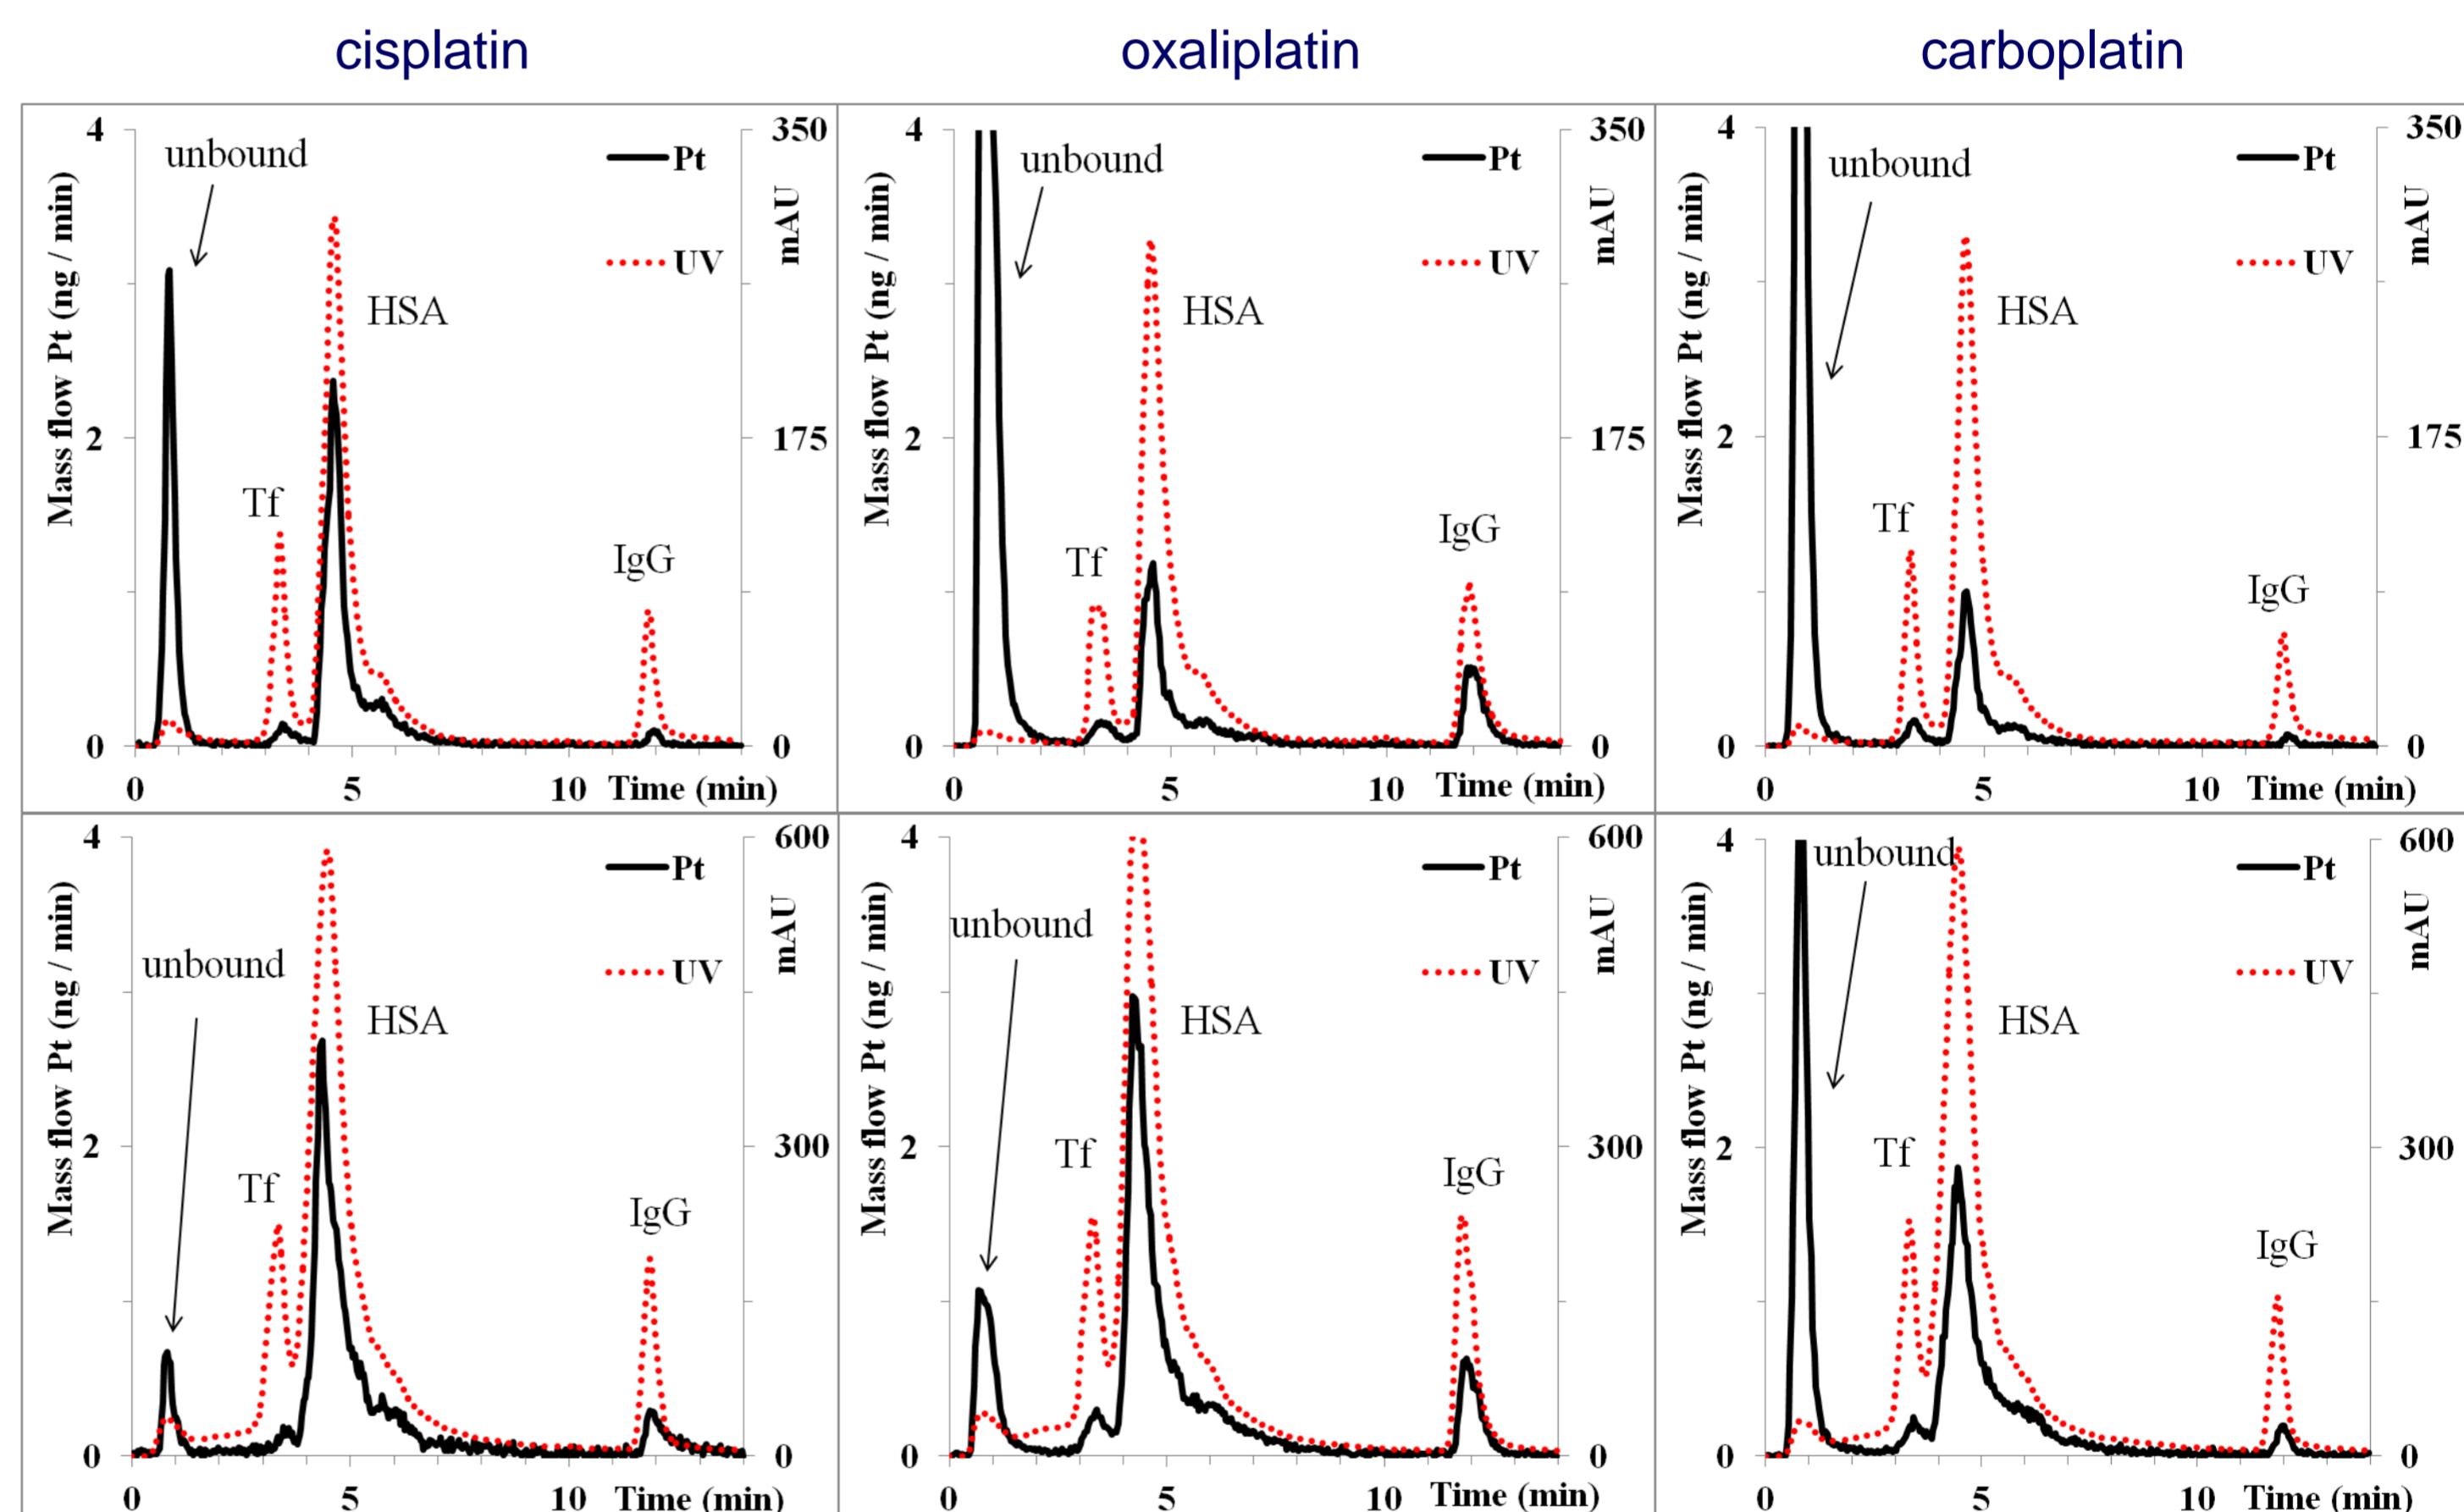 cisplatin oxaliplatin carboplatin
4
unbound
350
Pt
UV
HSA
Tf
IgG
2
175
0
0
0 5 10 Time (min)
Mass flow Pt (ng / min)
mAU
4
unbound
350
Pt
UV
HSA
Tf
IgG
2
175
0
0
0 5 10 Time (min)
Mass flow Pt (ng / min)
mAU
4
unbound
350
Pt
UV
HSA
Tf
IgG
2
175
0
0
0 5 10 Time (min)
Mass flow Pt (ng / min)
mAU
4
600
Pt
unbound
UV
HSA
Tf
IgG
2
300
0
0
0 5 10 Time (min)
Mass flow Pt (ng / min)
mAU
4
600
Pt
unbound
UV
HSA
Tf
IgG
2
300
0
0
0 5 10 Time (min)
Mass flow Pt (ng / min)
mAU
4
unbound
600
Pt
UV
HSA
Tf
IgG
2
300
0
0
0 5 10 Time (min)
Mass flow Pt (ng / min)
mAU